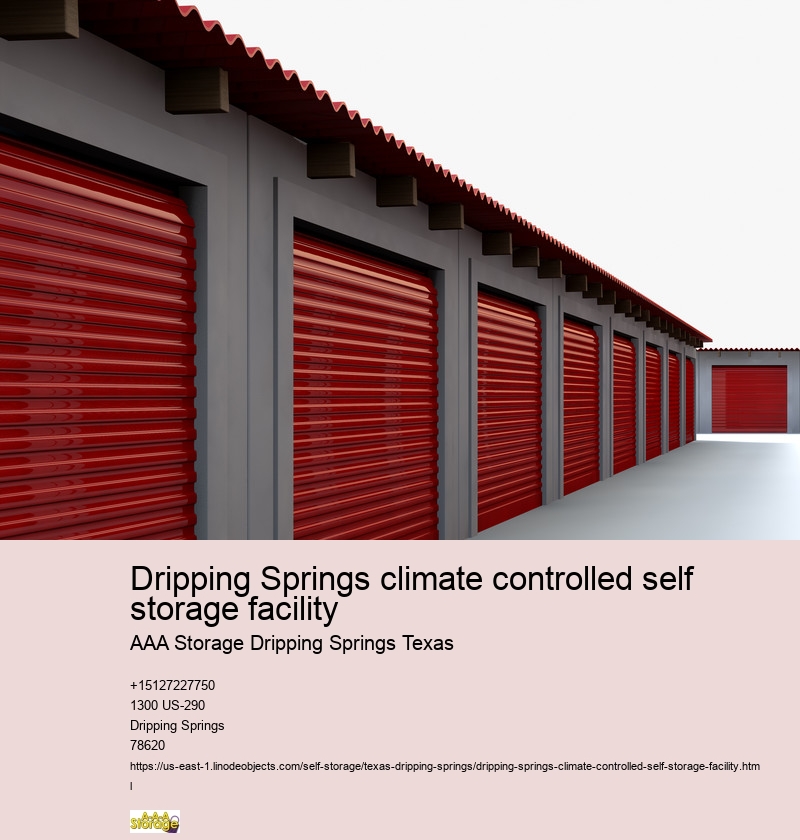 Dripping Springs climate controlled self
storage facility
AAA Storage Dripping Springs Texas
+15127227750
1300 US-290
Dripping Springs
78620
https://us-east-1.linodeobjects.com/self-storage/texas-dripping-springs/dripping-springs-climate-controlled-self-storage-facility.htm
l
AAA
Storage